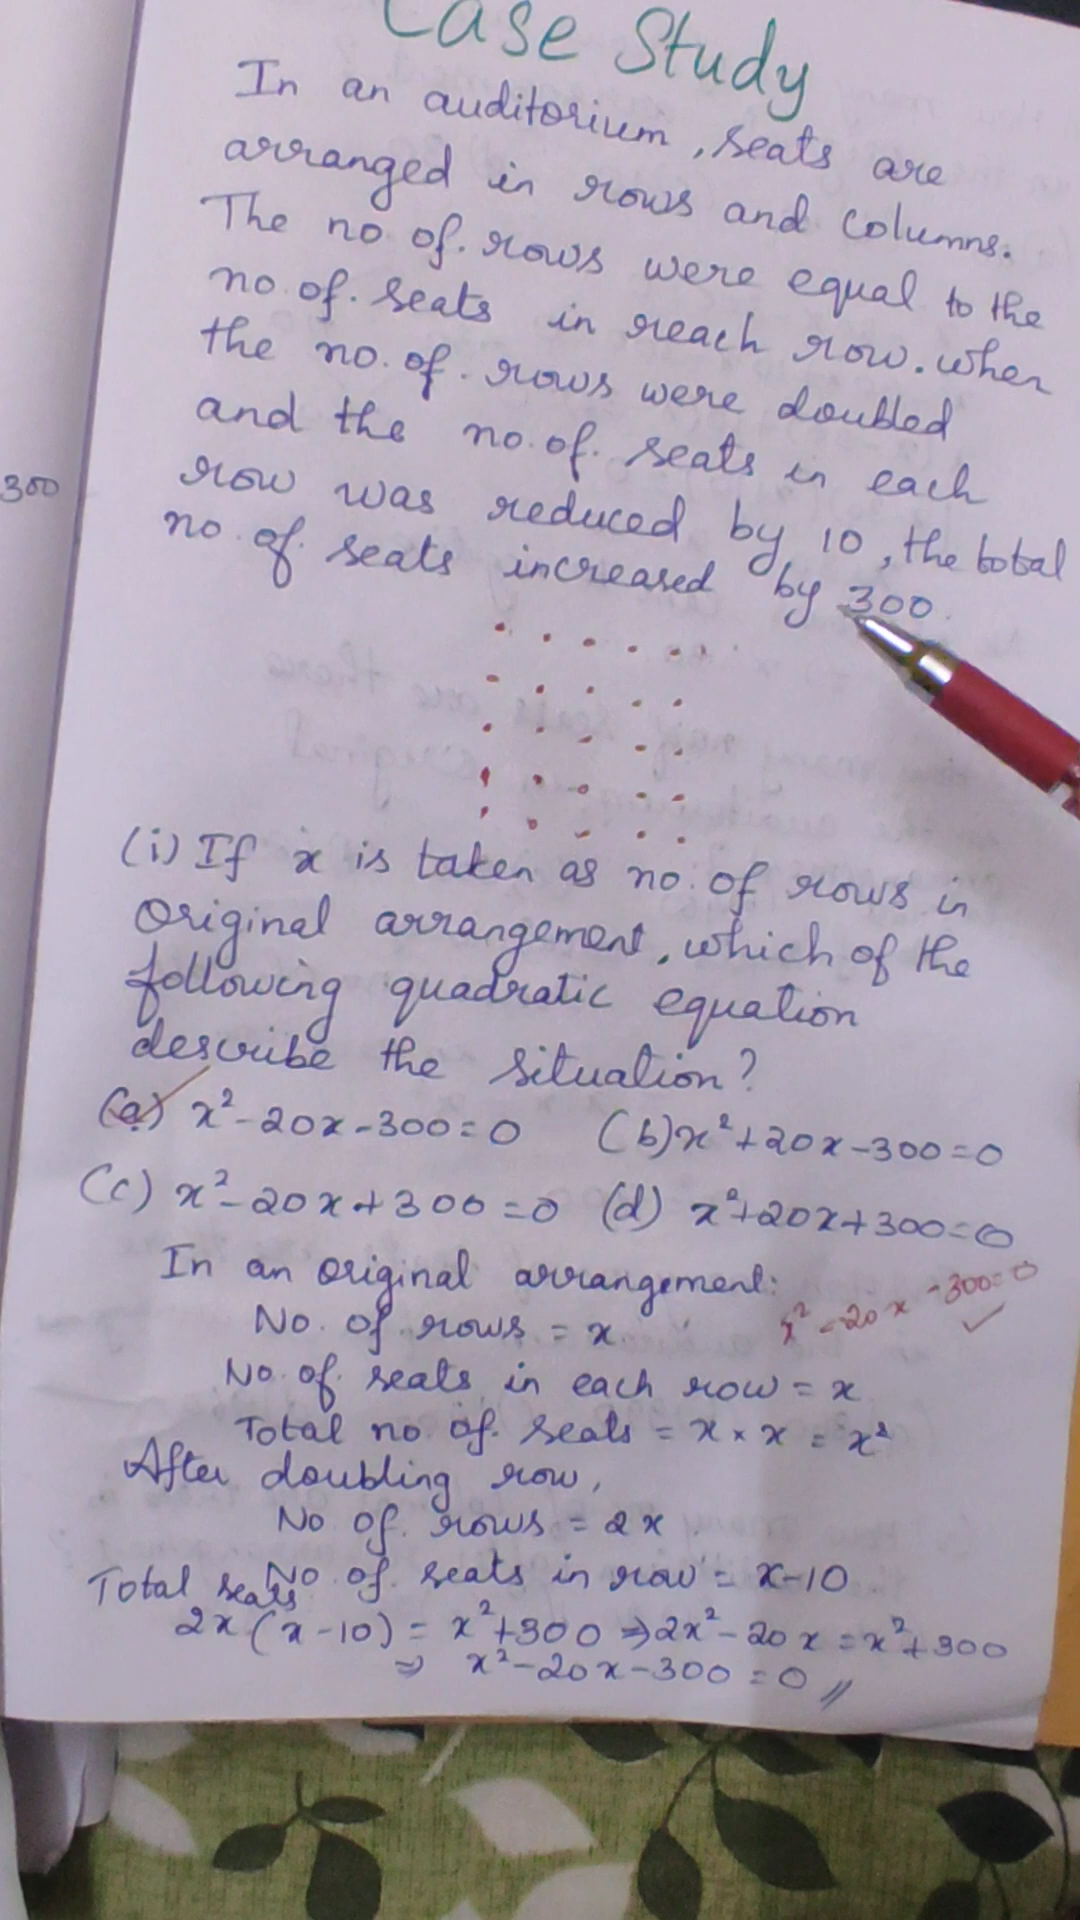 Case Study
In an auditorium, seats are
arranged in rows and columns.
The no. of. rows were equal to the
no. of. seats in each row. when
the no. of. rows were doubled
and the no. of. seats in each
row was reduced by 10, the total
no. of. seats increased by 300.
300
(i) If x is taken as no. of rows in
Original arrangement, which of the
following quadratic equation
describe the situation?
(a) x²-20x-300=0 (b) x²+20x-300=0
(c) x²-20x+300=0 (d) x²+20x+300=0
In an original arrangement:
x²-20x-300=0 ✓
No. of. rows = x
No. of. seats in each row = x
Total no. of. seats = x × x = x²
After doubling row,
No of. rows = 2x
No. of. seats in row = x-10
Total seats
2x(x-10) = x²+300 ⇒ 2x²-20x = x²+300
⇒ x²-20x-300=0 //